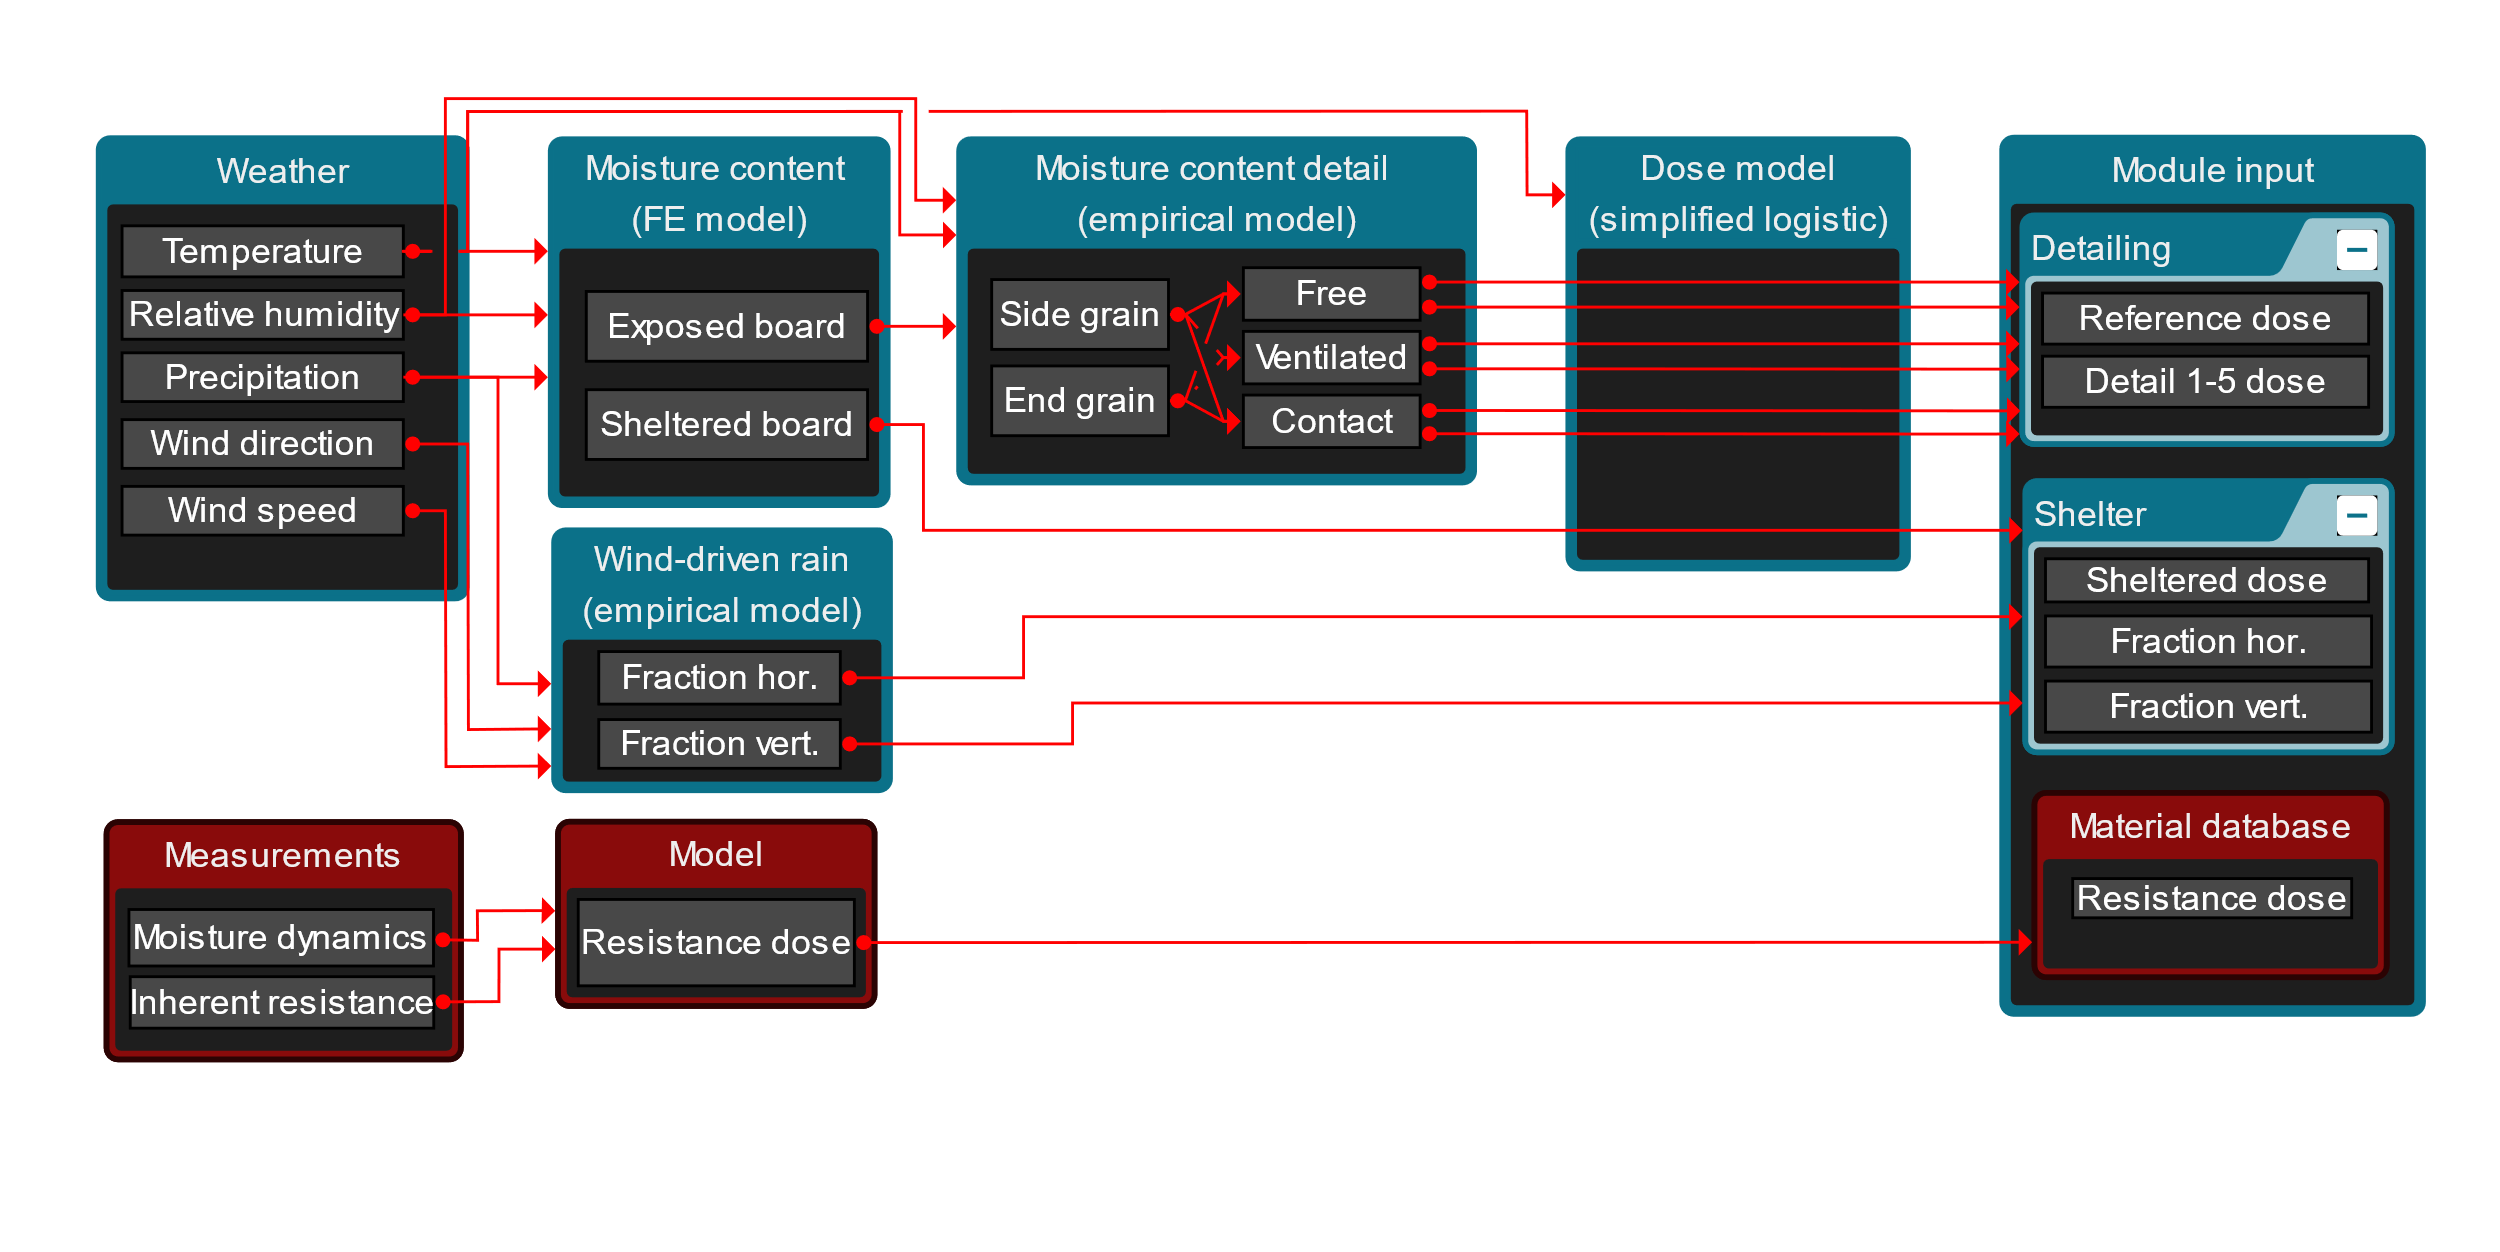 Weather
Temperature
Relative humidity
Precipitation
Wind direction
Wind speed
Moisture content
(FE model)
Exposed board
Sheltered board
Moisture content detail
(empirical model)
Side grain
End grain
Free
Ventilated
Contact
Dose model
(simplified logistic)
Module input
Detailing
Reference dose
Detail 1-5 dose
Shelter
Sheltered dose
Fraction hor.
Fraction vert.
Wind-driven rain
(empirical model)
Fraction hor.
Fraction vert.
Measurements
Moisture dynamics
Inherent resistance
Model
Resistance dose
Material database
Resistance dose